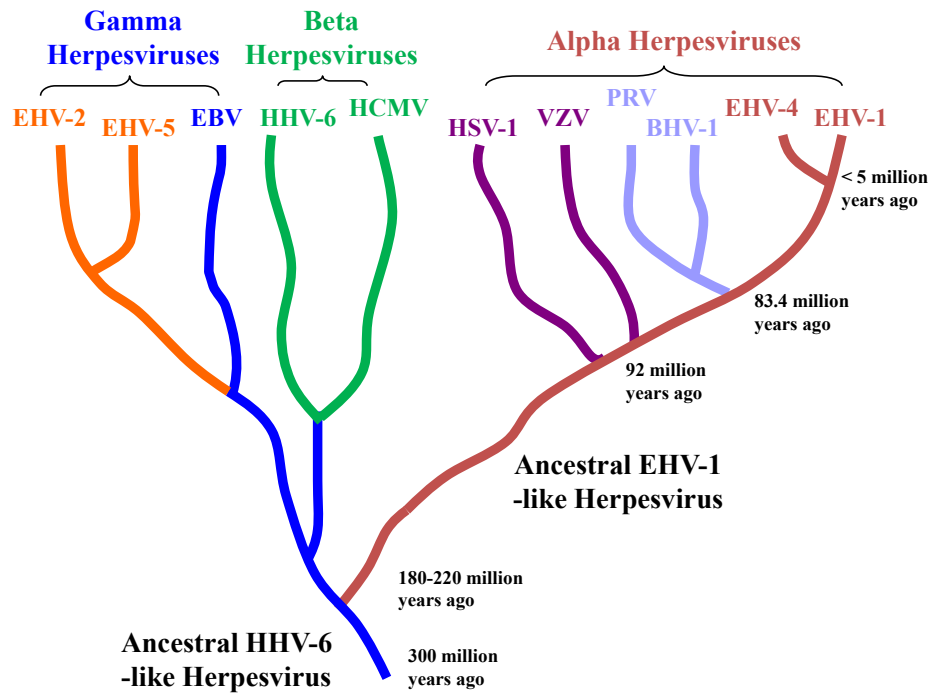 Gamma
Herpesviruses
Beta
Herpesviruses
Alpha Herpesviruses
EHV-2
EHV-5
EBV
HHV-6
HCMV
HSV-1
VZV
PRV
BHV-1
EHV-4
EHV-1
< 5 million
years ago
83.4 million
years ago
92 million
years ago
Ancestral EHV-1
-like Herpesvirus
180-220 million
years ago
Ancestral HHV-6
-like Herpesvirus
300 million
years ago